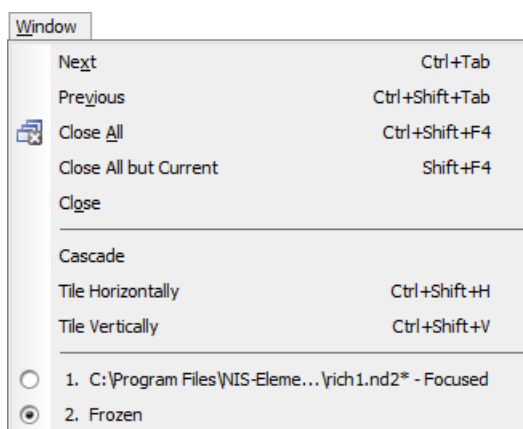 Window
Next Ctrl+Tab
Previous Ctrl+Shift+Tab
Close All Ctrl+Shift+F4
Close All but Current Shift+F4
Close
Cascade
Tile Horizontally Ctrl+Shift+H
Tile Vertically Ctrl+Shift+V
1. C:\Program Files\NIS-Eleme...\rich1.nd2* - Focused
2. Frozen